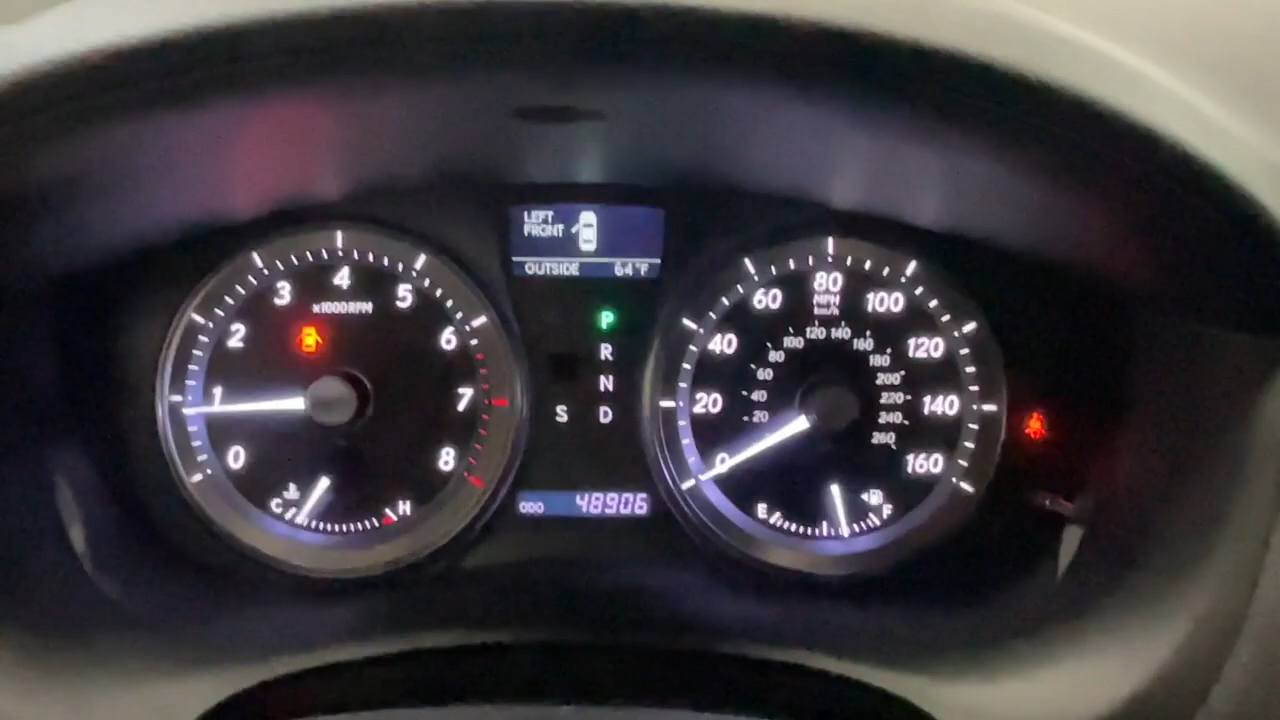 LEFT
FRONT
OUTSIDE 64°F
0 1 2 3 4 5 6 7 8
x1000RPM
C H
P
R
N
S D
ODO 48906
0 20 40 60 80 100 120 140 160
MPH
km/h
20 40 60 80 100 120 140 160 180 200 220 240 260
E F